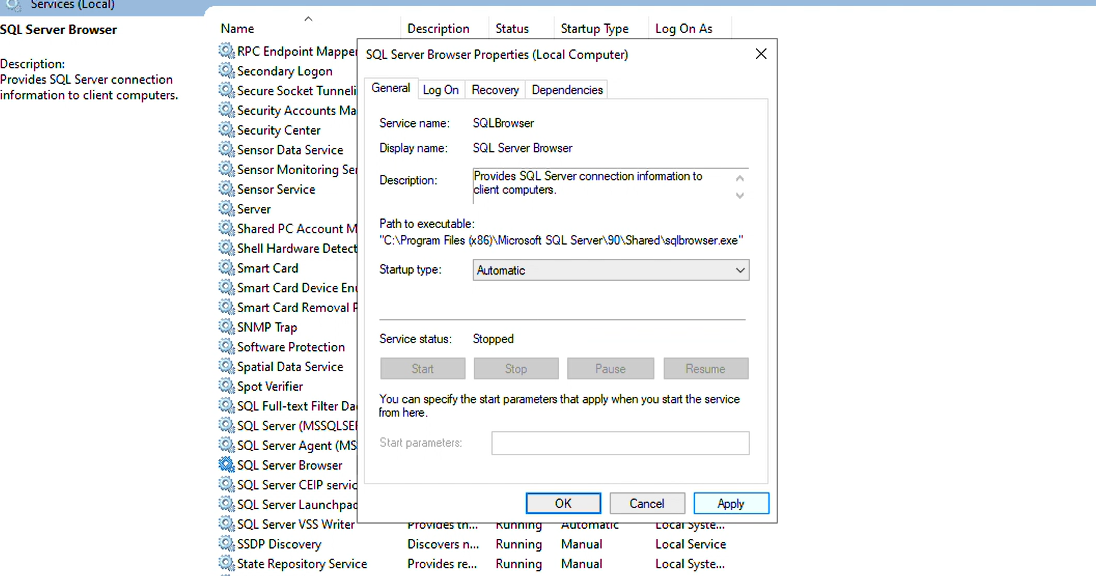 Services (Local)
SQL Server Browser
Description:
Provides SQL Server connection
information to client computers.
Name Description Status Startup Type Log On As
RPC Endpoint Mapper
Secondary Logon
Secure Socket Tunneli
Security Accounts Ma
Security Center
Sensor Data Service
Sensor Monitoring Ser
Sensor Service
Server
Shared PC Account M
Shell Hardware Detect
Smart Card
Smart Card Device Enu
Smart Card Removal P
SNMP Trap
Software Protection
Spatial Data Service
Spot Verifier
SQL Full-text Filter Da
SQL Server (MSSQLSER
SQL Server Agent (MS
SQL Server Browser
SQL Server CEIP servic
SQL Server Launchpad
SQL Server VSS Writer Provides th... Running Automatic Local Syste...
SSDP Discovery Discovers n... Running Manual Local Service
State Repository Service Provides re... Running Manual Local Syste...
SQL Server Browser Properties (Local Computer)
General Log On Recovery Dependencies
Service name: SQLBrowser
Display name: SQL Server Browser
Description: Provides SQL Server connection information to
client computers.
Path to executable:
"C:\Program Files (x86)\Microsoft SQL Server\90\Shared\sqlbrowser.exe"
Startup type: Automatic
Service status: Stopped
Start Stop Pause Resume
You can specify the start parameters that apply when you start the service
from here.
Start parameters:
OK Cancel Apply